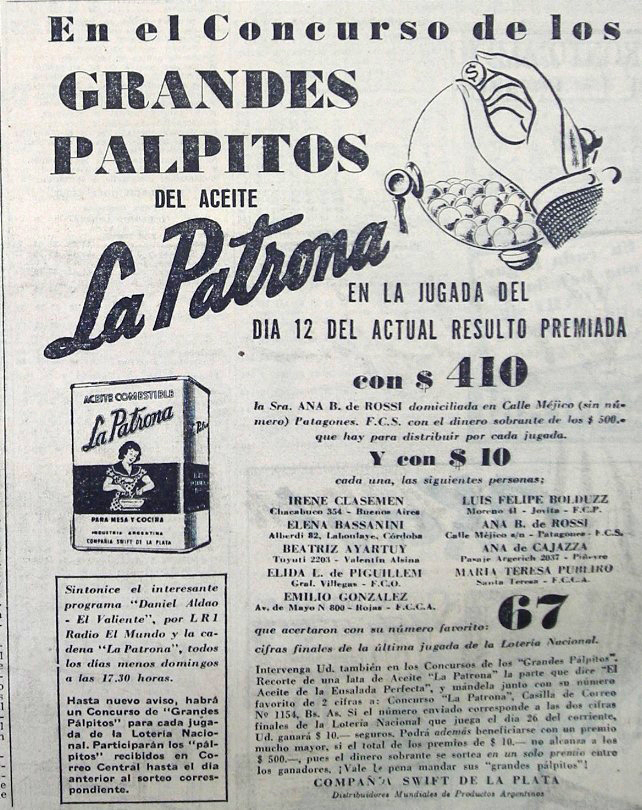 En el Concurso de los
GRANDES
PALPITOS
DEL ACEITE
La Patrona
EN LA JUGADA DEL
DIA 12 DEL ACTUAL RESULTO PREMIADA
con $ 410
la Sra. ANA B. de ROSSI domiciliada en Calle Méjico (sin nú-
mero) Patagones. F.C.S. con el dinero sobrante de los $ 500.-
que hay para distribuir por cada jugada.
Y con $ 10
cada una, las siguientes personas;
IRENE CLASEMEN
Chacabuco 354 - Buenos Aires
ELENA BASSANINI
Alberdi 82, Laboulaye, Córdoba
BEATRIZ AYARTUY
Tuyutí 2203 - Valentín Alsina
ELIDA L. de PIGUILLEM
Gral. Villegas - F.C.O.
EMILIO GONZALEZ
Av. de Mayo N 800 - Rojas - F.C.C.A.
LUIS FELIPE BOLDUZZ
Moreno 41 - Jovita - F.C.P.
ANA B. de ROSSI
Calle Méjico s/n - Patagones - F.C.S.
ANA de CAJAZZA
Pasaje Argerich 2037 - Piñeyro
MARIA TERESA
Santa Teresa - F.C.C.A.
que acertaron con su número favorito: 67
cifras finales de la última jugada de la Lotería Nacional.
Intervenga Ud. también en los Concursos de los "Grandes Pálpitos".
Recorte de una lata de Aceite "La Patrona" la parte que dice "El
Aceite de la Ensalada Perfecta", y mándela junto con su número
favorito de 2 cifras a: Concurso "La Patrona", Casilla de Correo
Nº 1154, Bs. As. Si el número enviado corresponde a las dos cifras
finales de la Lotería Nacional que juega el día 26 del corriente,
Ud. ganará $ 10.— seguros. Podrá además beneficiarse con un premio
mucho mayor, si el total de los premios de $ 10.— no alcanza a los
$ 500.—, pues el dinero sobrante se sortea en un solo premio entre
los ganadores. ¡Vale la pena mandar sus "grandes pálpitos"!
COMPAÑIA SWIFT DE LA PLATA
Distribuidores Mundiales de Productos Argentinos
ACEITE COMESTIBLE
La Patrona
PARA MESA Y COCINA
INDUSTRIA ARGENTINA
COMPAÑIA SWIFT DE LA PLATA
Sintonice el interesante
programa "Daniel Aldao
- El Valiente", por LR1
Radio El Mundo y la ca-
dena "La Patrona", todos
los días menos domingos
a las 17.30 horas.
Hasta nuevo aviso, habrá
un Concurso de "Grandes
Pálpitos" para cada juga-
da de la Lotería Nacio-
nal. Participarán los "pál-
pitos" recibidos en Co-
rreo Central hasta el día
anterior al sorteo corres-
pondiente.